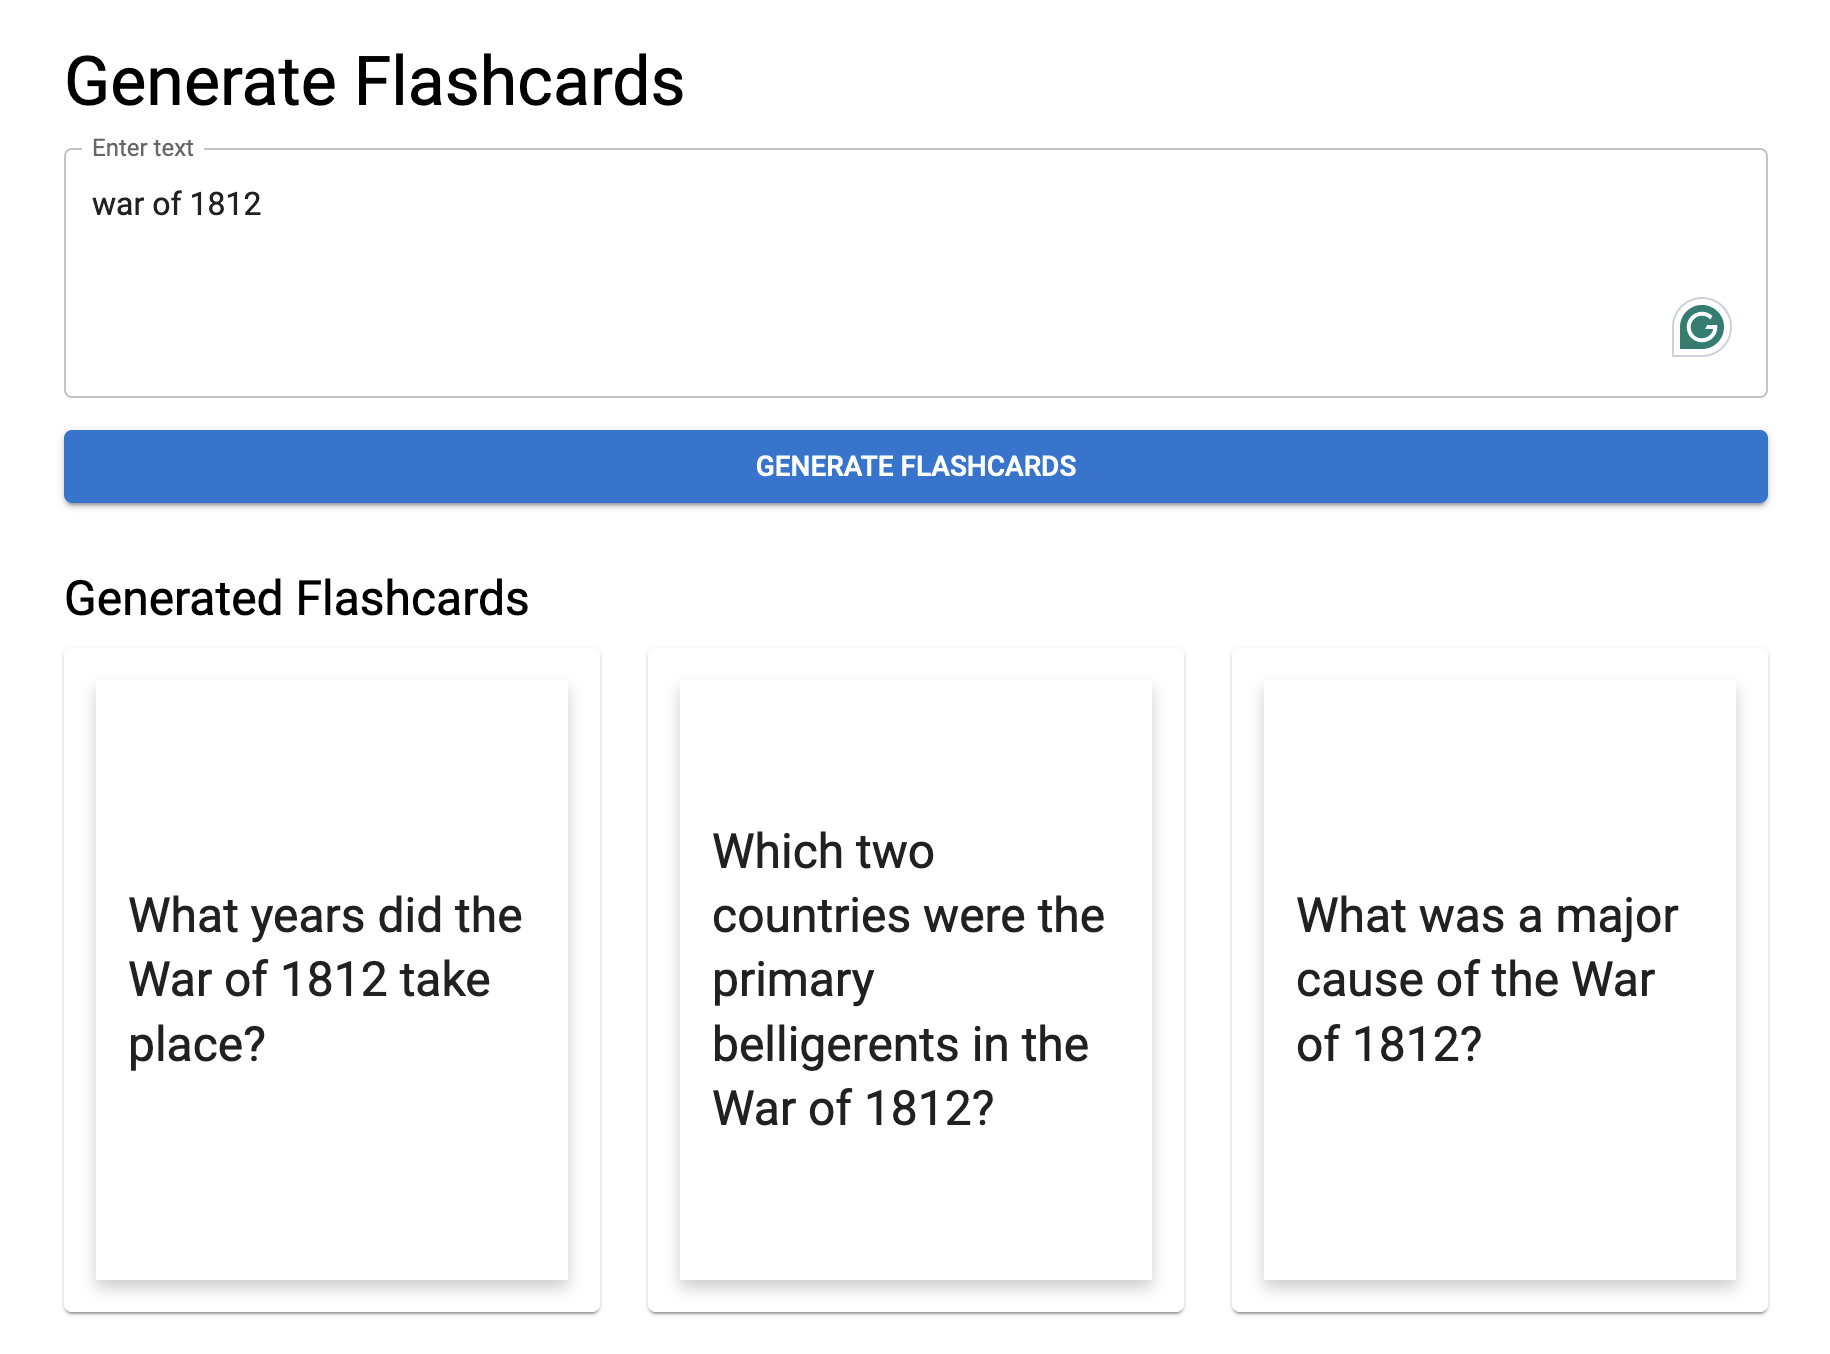 Generate Flashcards
Enter text
war of 1812
GENERATE FLASHCARDS
Generated Flashcards
What years did the
War of 1812 take
place?
Which two
countries were the
primary
belligerents in the
War of 1812?
What was a major
cause of the War
of 1812?